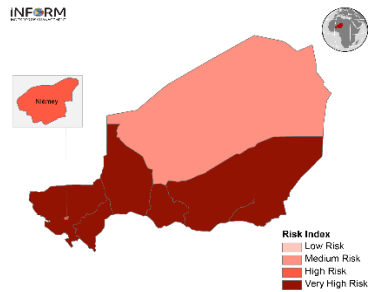 INFORM
Niamey
Risk Index
Low Risk
Medium Risk
High Risk
Very High Risk